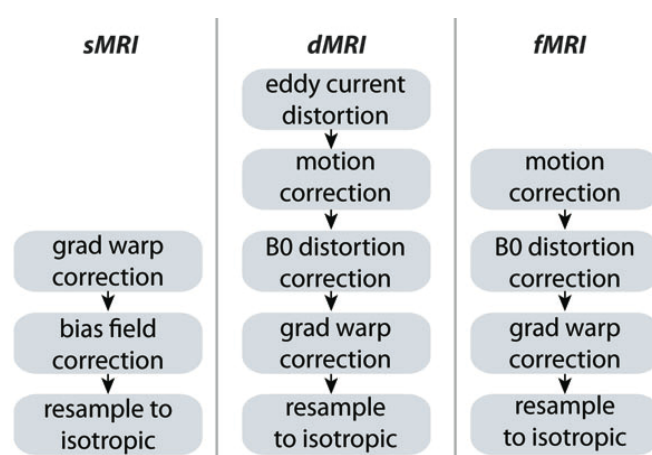 sMRI
grad warp
correction
bias field
correction
resample to
isotropic
dMRI
eddy current
distortion
motion
correction
B0 distortion
correction
grad warp
correction
resample
to isotropic
fMRI
motion
correction
B0 distortion
correction
grad warp
correction
resample
to isotropic